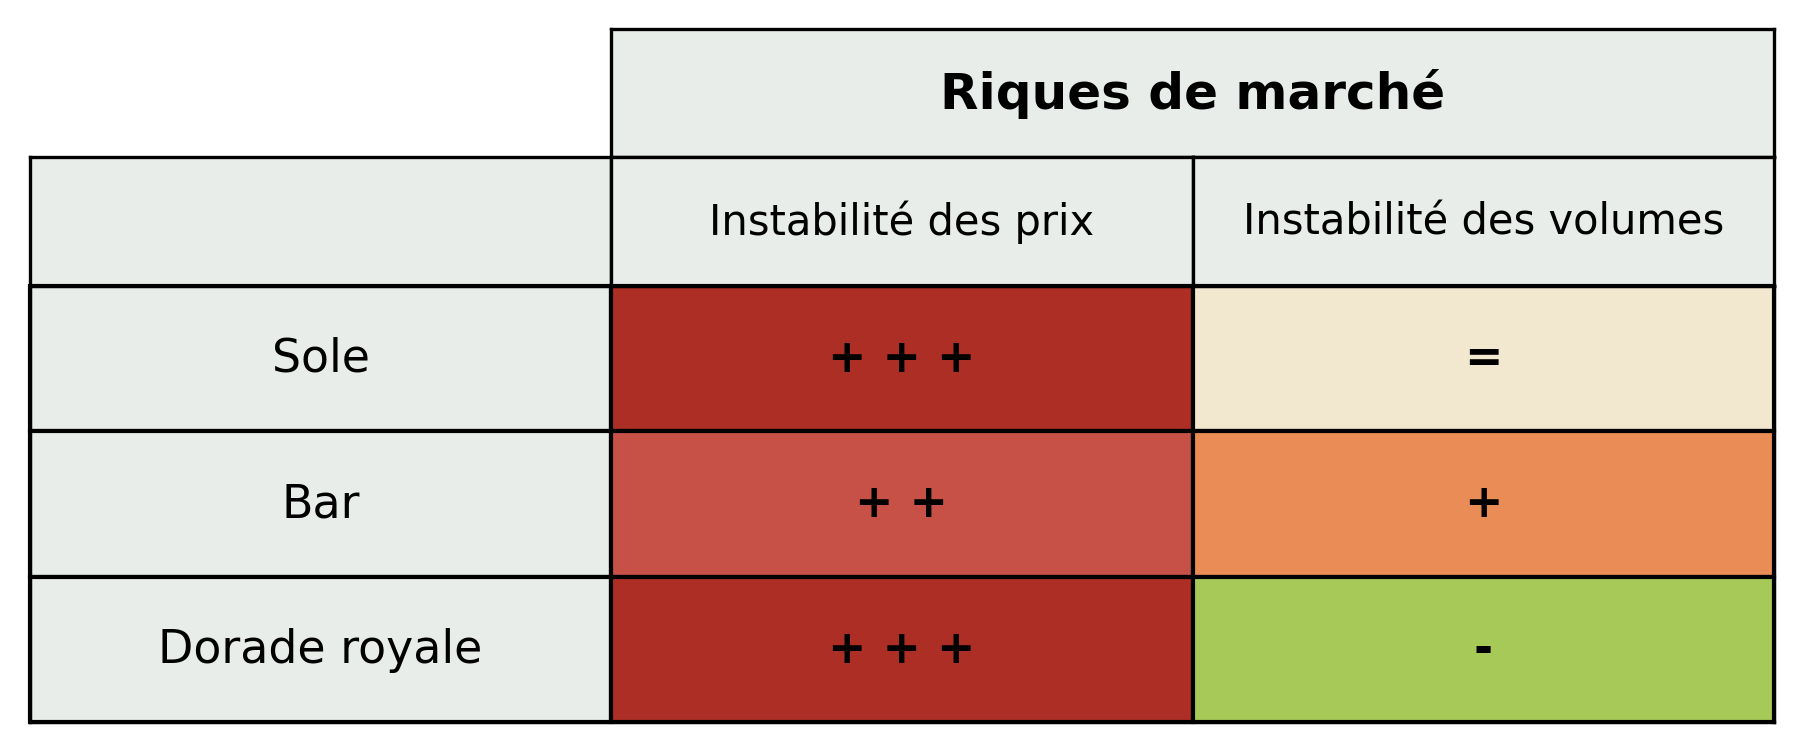 Riques de marché
Instabilité des prix Instabilité des volumes
Sole + + + =
Bar + + +
Dorade royale + + + -